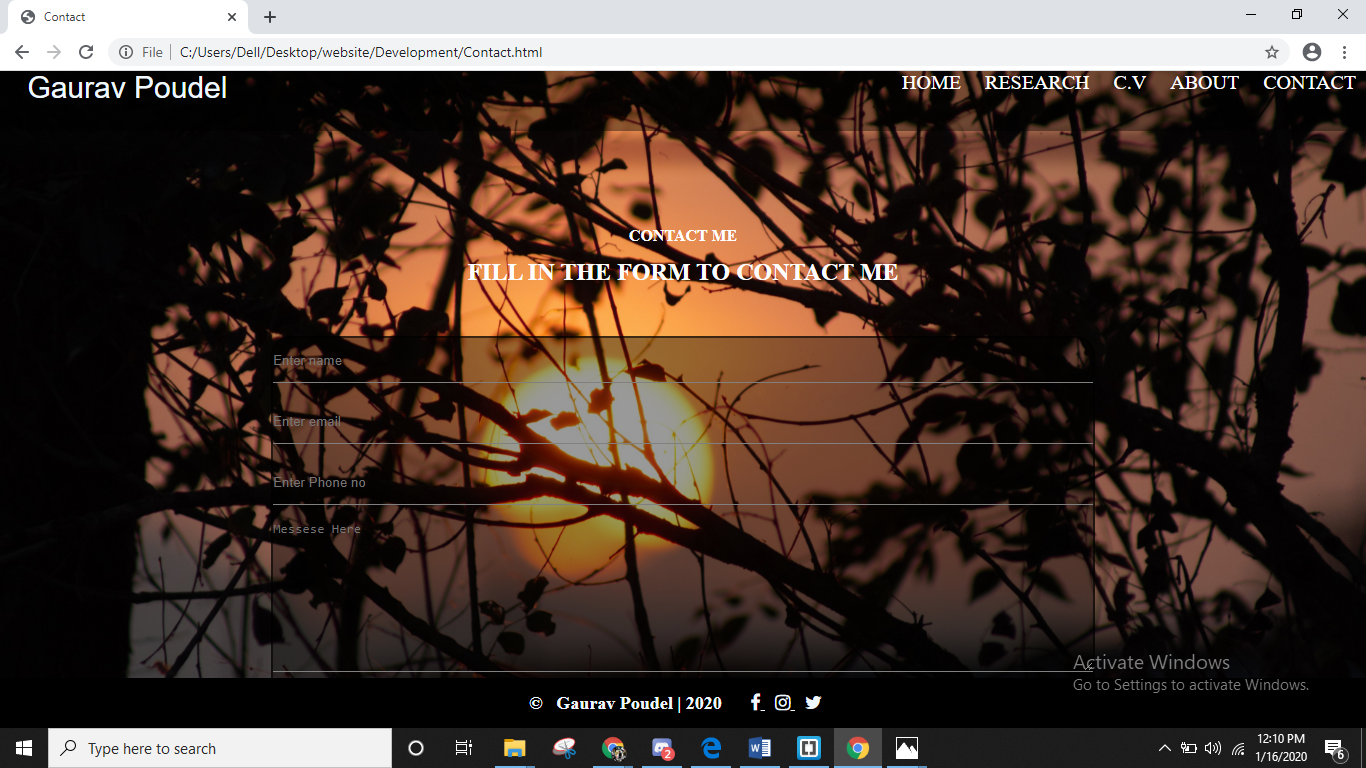 Contact
File
C:/Users/Dell/Desktop/website/Development/Contact.html
Gaurav Poudel
HOME RESEARCH C.V ABOUT CONTACT
CONTACT ME
FILL IN THE FORM TO CONTACT ME
Enter name
Enter email
Enter Phone no
Messese Here
Activate Windows
Go to Settings to activate Windows.
© Gaurav Poudel | 2020
Type here to search
2
12:10 PM
1/16/2020
6